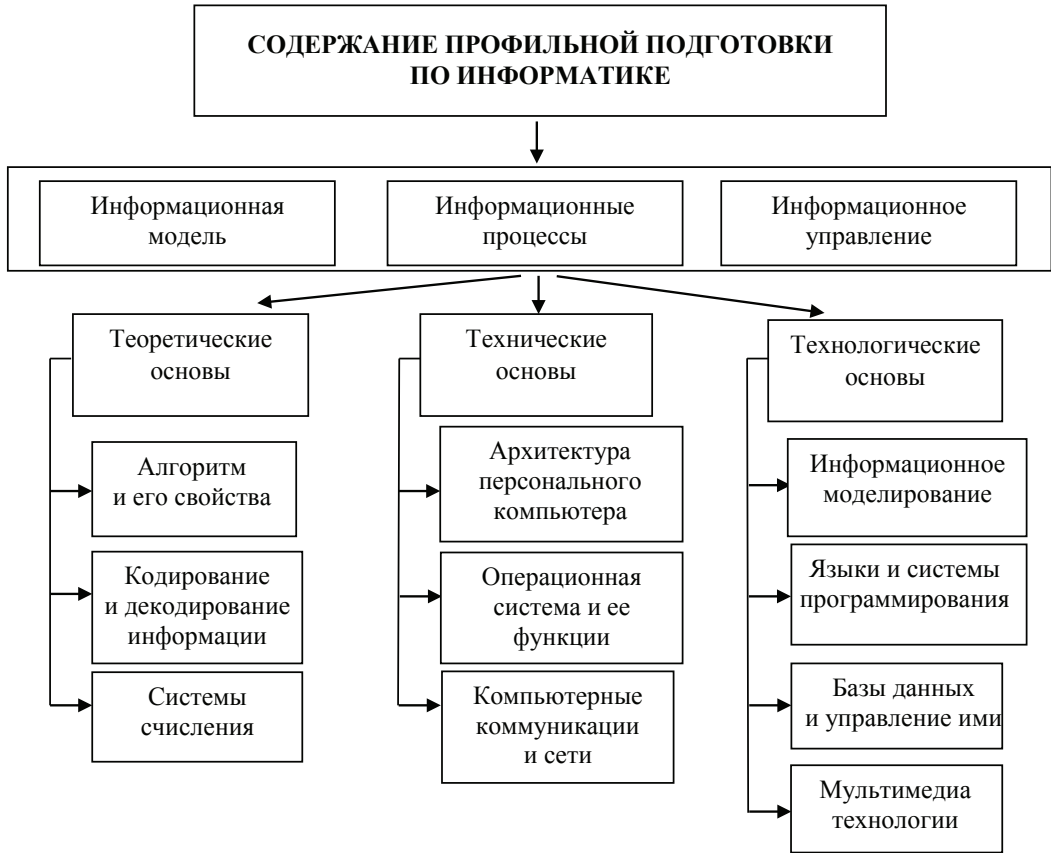 СОДЕРЖАНИЕ ПРОФИЛЬНОЙ ПОДГОТОВКИ
ПО ИНФОРМАТИКЕ
Информационная
модель
Информационные
процессы
Информационное
управление
Теоретические
основы
Алгоритм
и его свойства
Кодирование
и декодирование
информации
Системы
счисления
Технические
основы
Архитектура
персонального
компьютера
Операционная
система и ее
функции
Компьютерные
коммуникации
и сети
Технологические
основы
Информационное
моделирование
Языки и системы
программирования
Базы данных
и управление ими
Мультимедиа
технологии